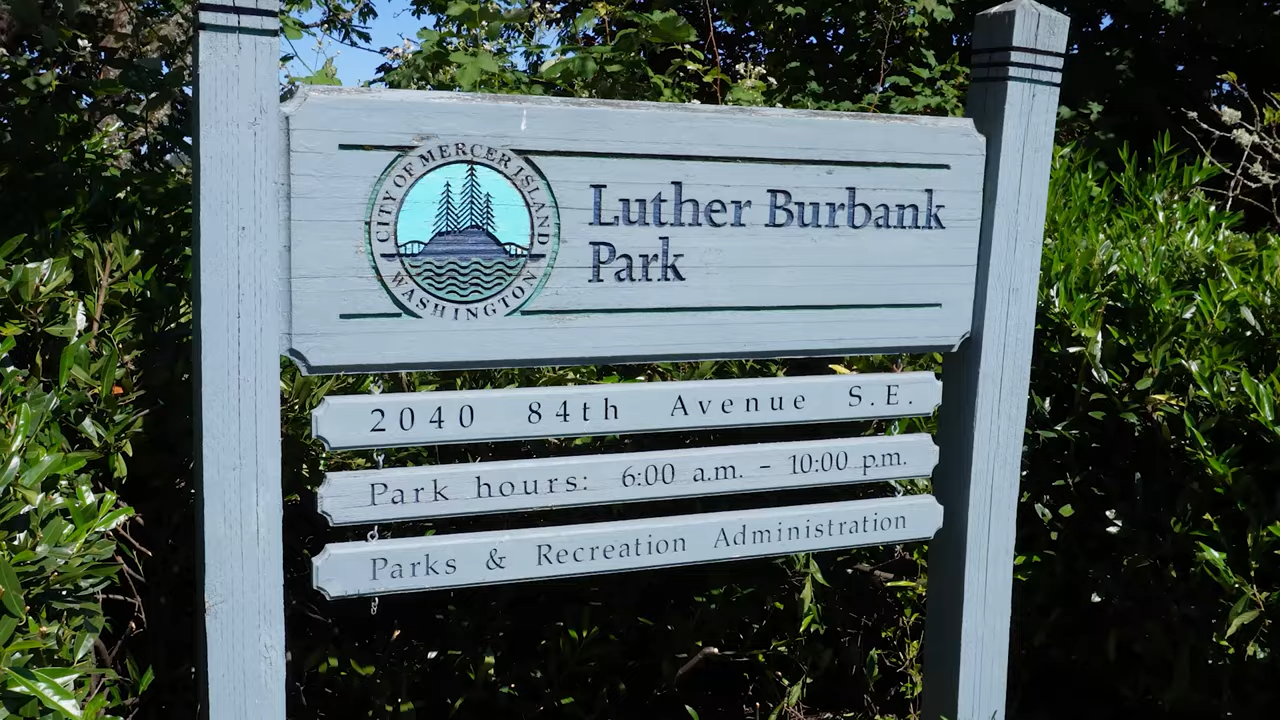 CITY OF MERCER ISLAND
WASHINGTON
Luther Burbank
Park
2040 84th Avenue S.E.
Park hours: 6:00 a.m. - 10:00 p.m.
Parks & Recreation Administration